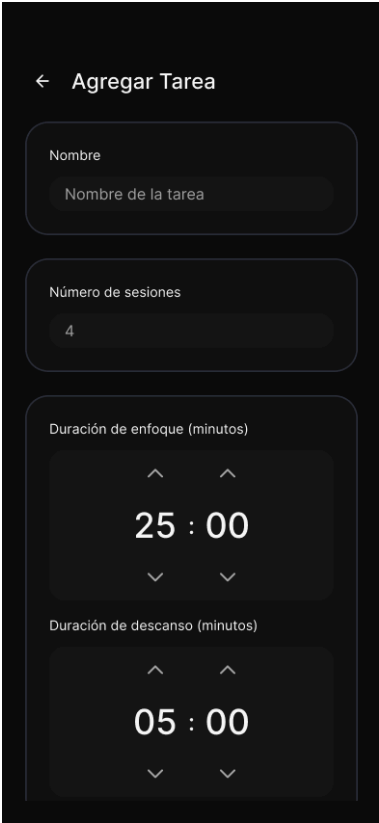 Agregar Tarea
Nombre
Nombre de la tarea
Número de sesiones
4
Duración de enfoque (minutos)
25 : 00
Duración de descanso (minutos)
05 : 00